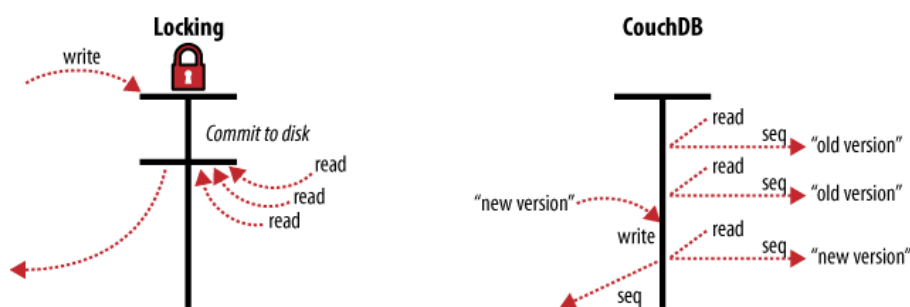 Locking
write
Commit to disk
read
read
read
CouchDB
read
seq
“old version”
read
seq
“old version”
“new version”
write
read
seq
“new version”
seq